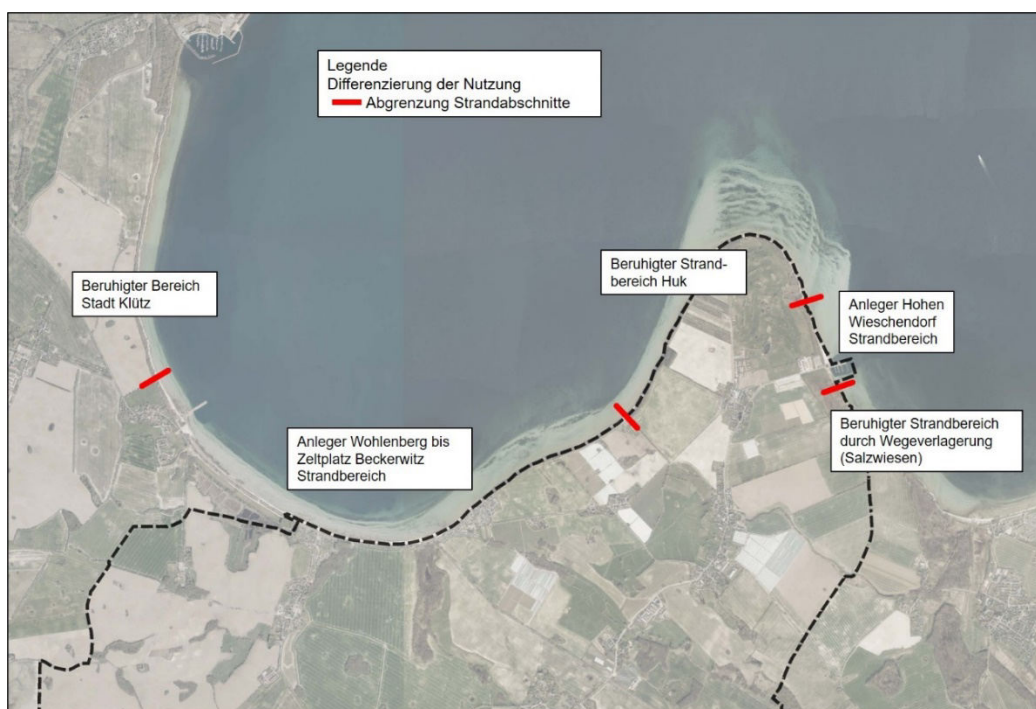 Legende
Differenzierung der Nutzung
Abgrenzung Strandabschnitte
Beruhigter Bereich
Stadt Klütz
Beruhigter Strand-
bereich Huk
Anleger Hohen
Wieschendorf
Strandbereich
Anleger Wohlenberg bis
Zeltplatz Beckerwitz
Strandbereich
Beruhigter Strandbereich
durch Wegeverlagerung
(Salzwiesen)